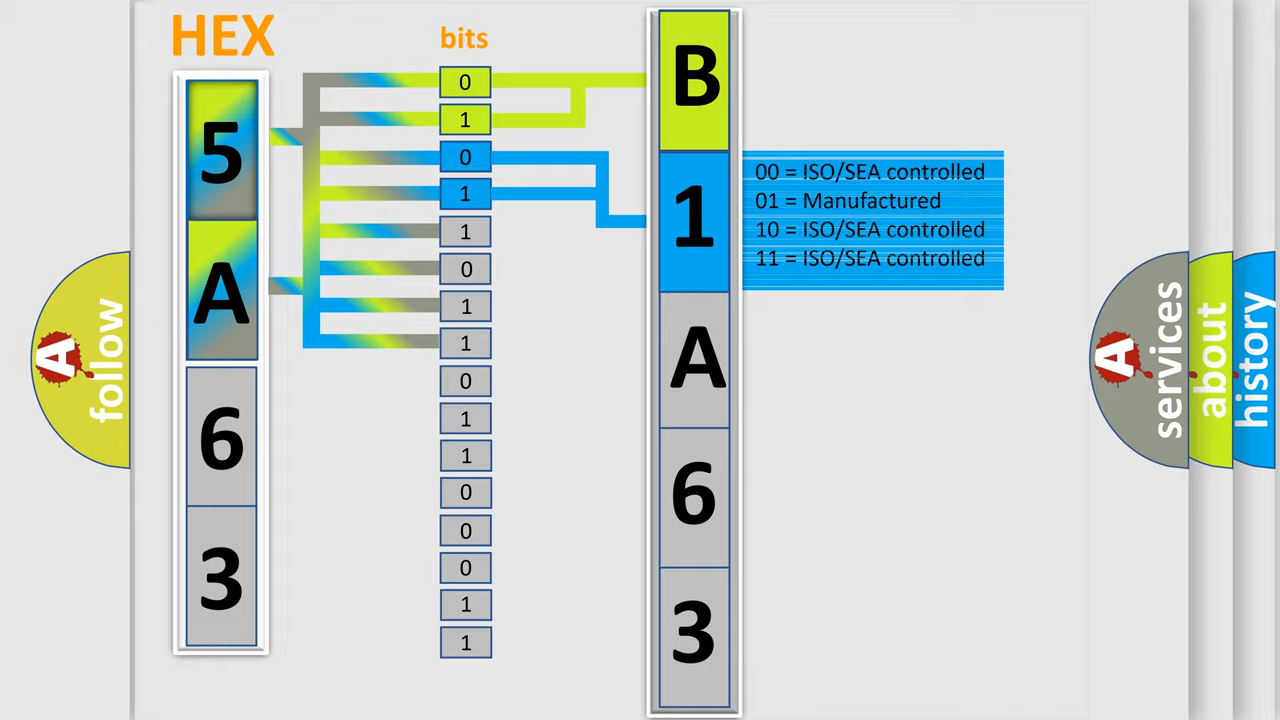 HEX
5
A
6
3
bits
0
1
0
1
1
0
1
1
0
1
1
0
0
0
1
1
B
1
A
6
3
00 = ISO/SEA controlled
01 = Manufactured
10 = ISO/SEA controlled
11 = ISO/SEA controlled
A follow
A services
about
history